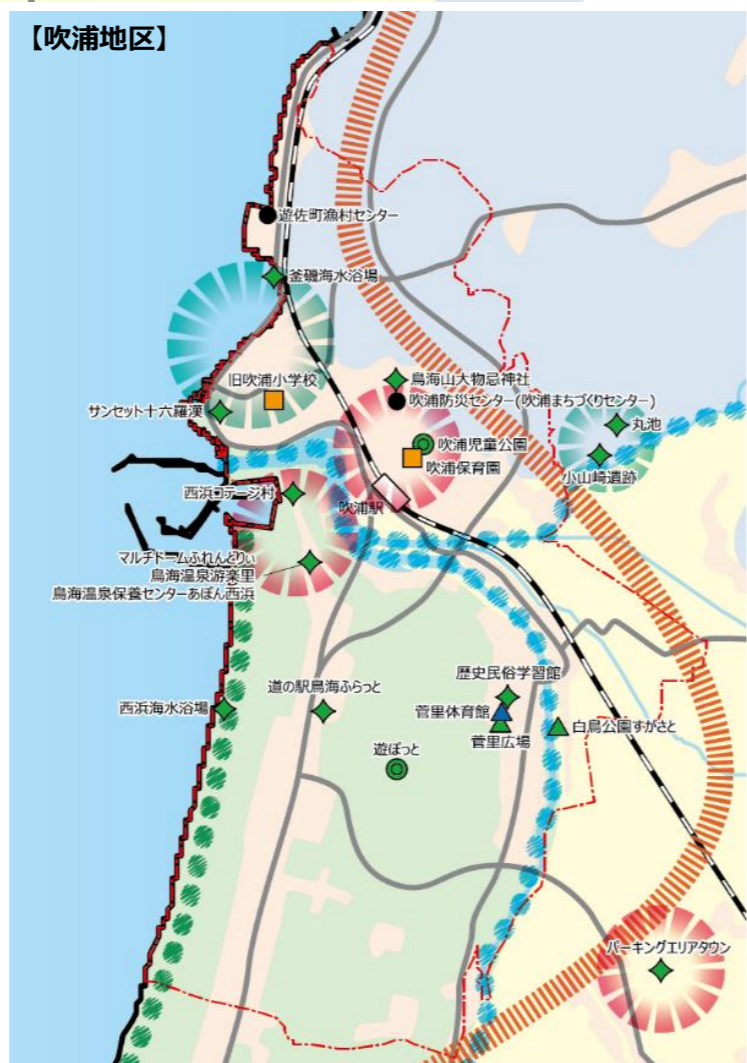 【吹浦地区】
遊佐町漁村センター
釜磯海水浴場
旧吹浦小学校
鳥海山大物忌神社
サンセット十六羅漢
吹浦防災センター(吹浦まちづくりセンター)
丸池
吹浦児童公園
吹浦保育園
小山崎遺跡
西浜コテージ村
吹浦駅
マルチドームふれんどりぃ
鳥海温泉遊楽里
鳥海温泉保養センターあぽん西浜
歴史民俗学習館
西浜海水浴場
道の駅鳥海ふらっと
菅里体育館
白鳥公園すがさと
菅里広場
遊ぽっと
パーキングエリアタウン